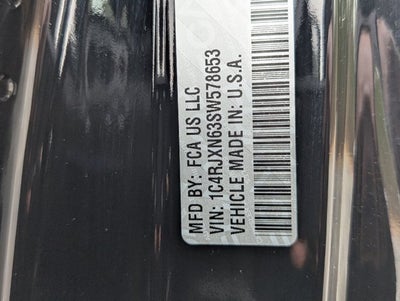 MFD BY: FCA US LLC
VIN: 1C4RJXN63SW578653
VEHICLE MADE IN: U.S.A.